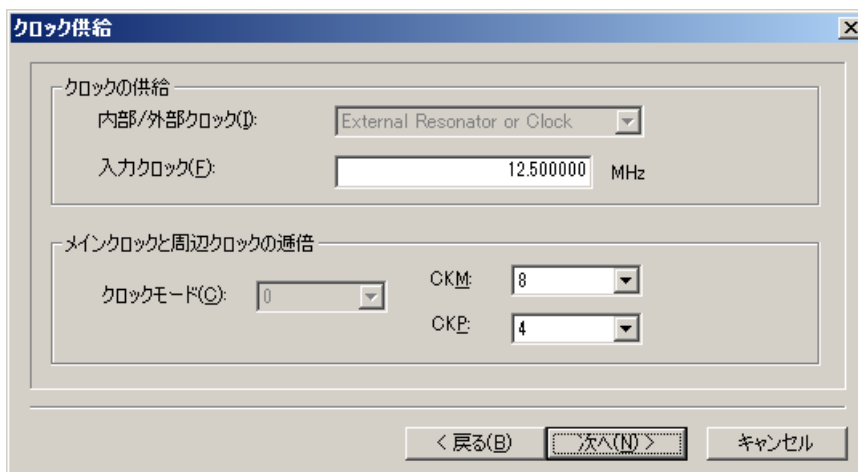 クロック供給
クロックの供給
内部/外部クロック(I): External Resonator or Clock
入力クロック(F): 12.500000 MHz
メインクロックと周辺クロックの逓倍
クロックモード(C): 0 CKM: 8
CKP: 4
< 戻る(B) 次へ(N) > キャンセル